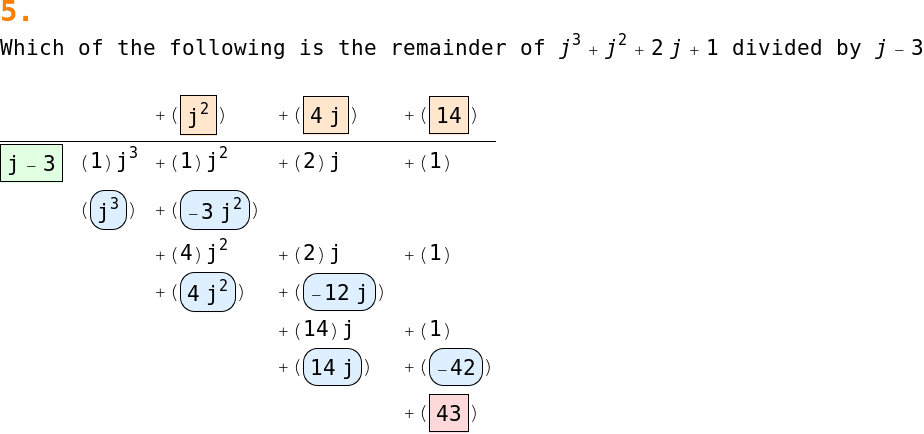 5.
Which of the following is the remainder of j³ + j² + 2 j + 1 divided by j − 3
+ ( j² ) + ( 4 j ) + ( 14 )
j − 3 (1) j³ + (1) j² + (2) j + (1)
( j³ ) + ( −3 j² )
+ (4) j² + (2) j + (1)
+ ( 4 j² ) + ( −12 j )
+ (14) j + (1)
+ ( 14 j ) + ( −42 )
+ ( 43 )